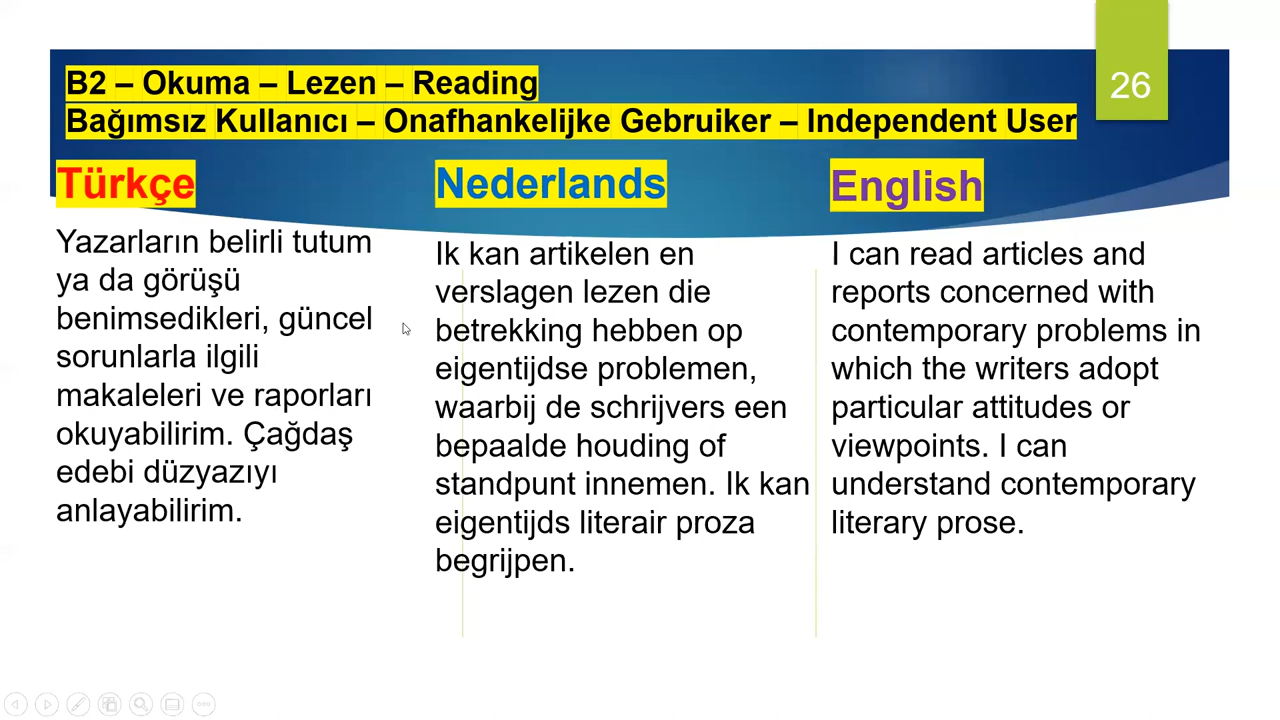 B2 – Okuma – Lezen – Reading
Bağımsız Kullanıcı – Onafhankelijke Gebruiker – Independent User
26
Türkçe
Yazarların belirli tutum
ya da görüşü
benimsedikleri, güncel
sorunlarla ilgili
makaleleri ve raporları
okuyabilirim. Çağdaş
edebi düzyazıyı
anlayabilirim.
Nederlands
Ik kan artikelen en
verslagen lezen die
betrekking hebben op
eigentijdse problemen,
waarbij de schrijvers een
bepaalde houding of
standpunt innemen. Ik kan
eigentijds literair proza
begrijpen.
English
I can read articles and
reports concerned with
contemporary problems in
which the writers adopt
particular attitudes or
viewpoints. I can
understand contemporary
literary prose.